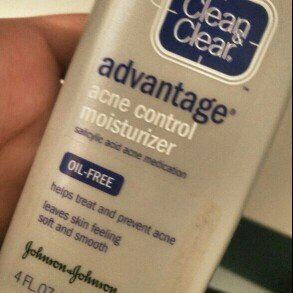 Clean &
Clear®
advantage®
acne control
moisturizer
salicylic acid acne medication
OIL-FREE
helps treat and prevent acne
leaves skin feeling
soft and smooth
Johnson & Johnson
4 FL.OZ